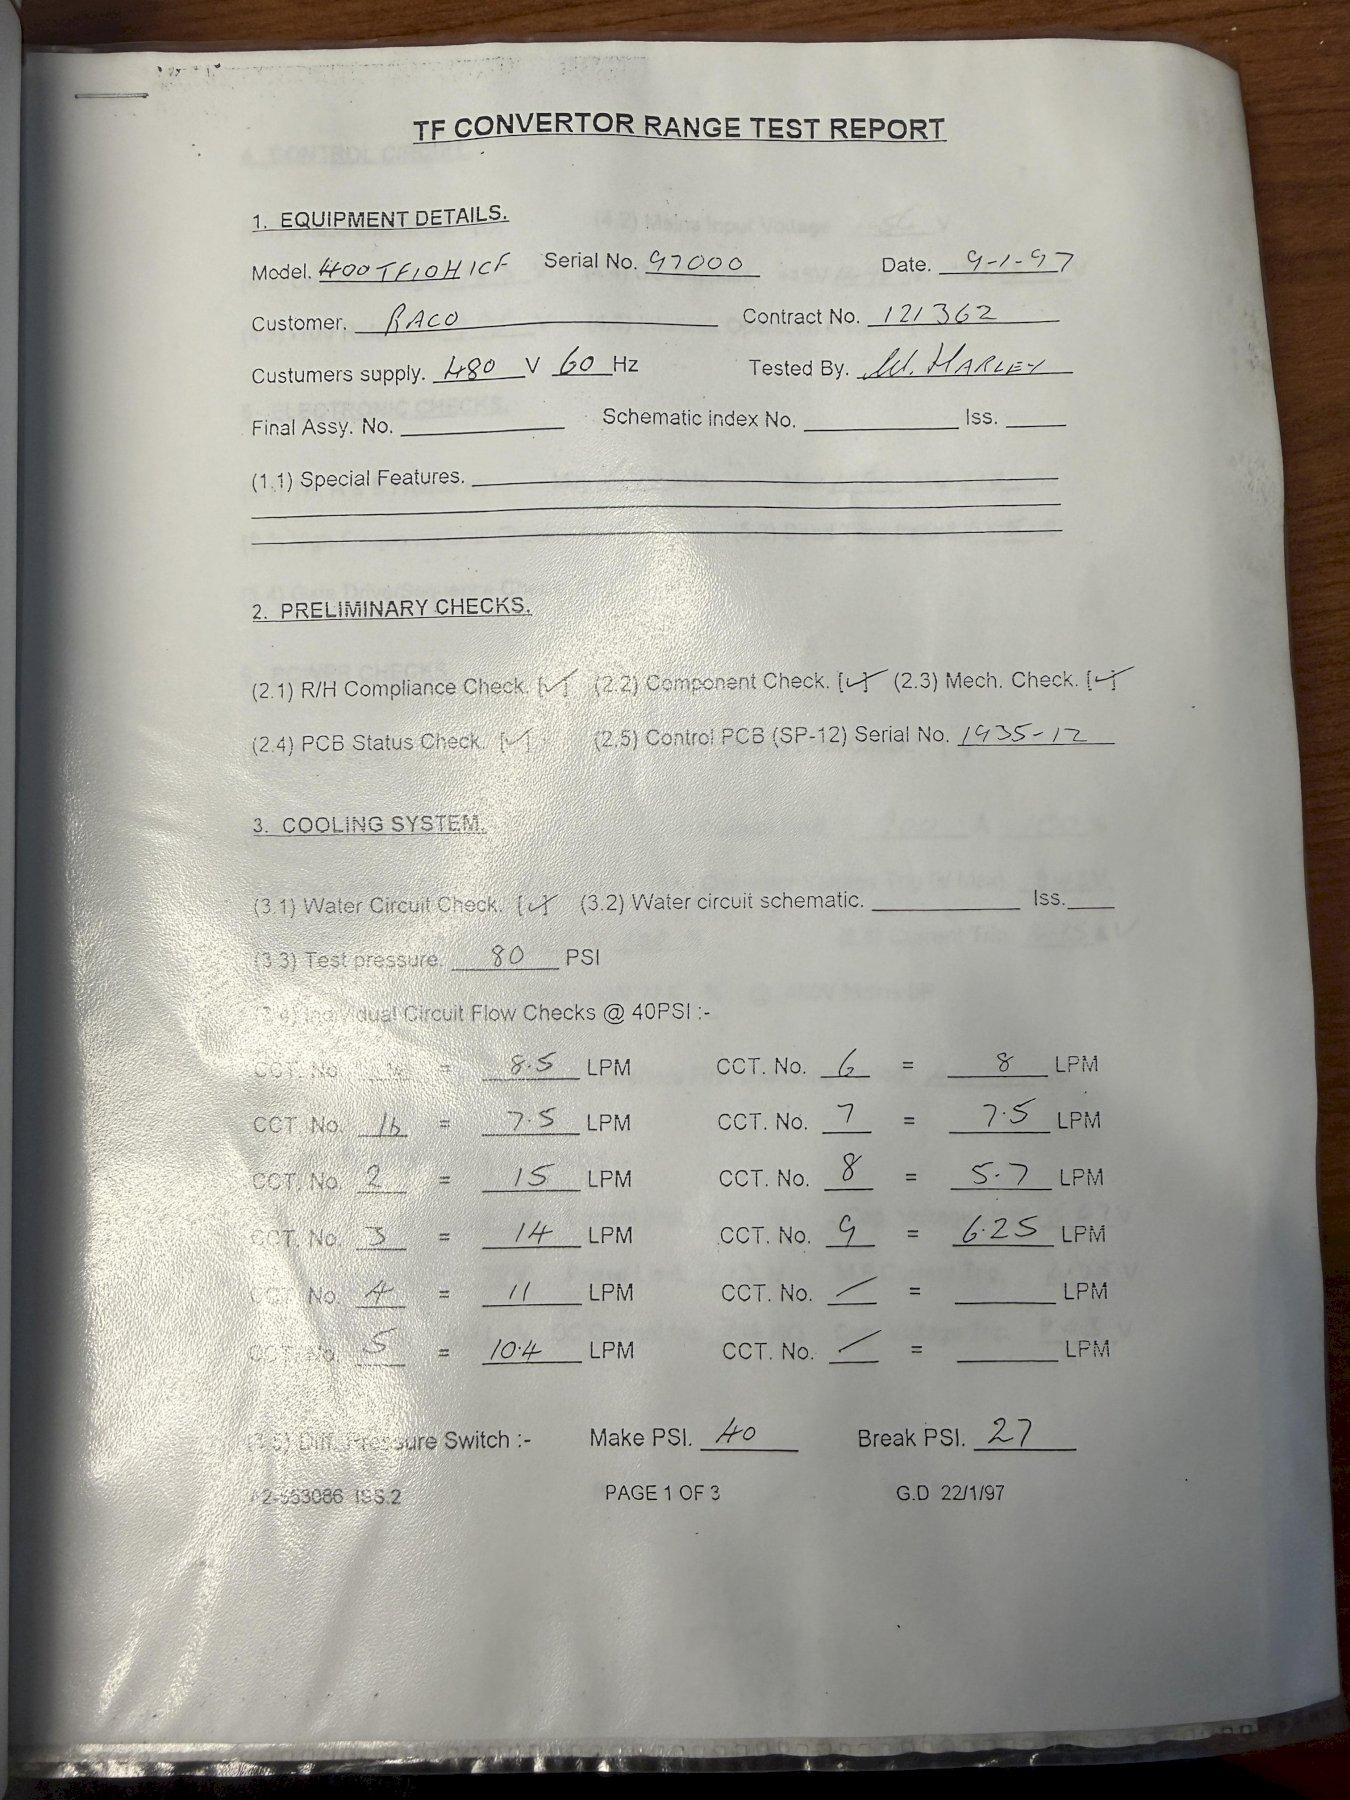 TF CONVERTOR RANGE TEST REPORT
1. EQUIPMENT DETAILS.
Model. 400TF10H1CF Serial No. 97000 Date. 9-1-97
Customer. RACO Contract No. 121362
Custumers supply. 480 V 60 Hz Tested By. W. HARLEY
Final Assy. No. Schematic index No. Iss.
(1.1) Special Features.
2. PRELIMINARY CHECKS.
(2.1) R/H Compliance Check. [✓] (2.2) Component Check. [✓] (2.3) Mech. Check. [✓]
(2.4) PCB Status Check. [✓] (2.5) Control PCB (SP-12) Serial No. 1935-12
3. COOLING SYSTEM.
(3.1) Water Circuit Check. [✓] (3.2) Water circuit schematic. Iss.
(3.3) Test pressure. 80 PSI
(3.4) Individual Circuit Flow Checks @ 40PSI :-
CCT. No. = 8.5 LPM CCT. No. 6 = 8 LPM
CCT. No. 1b = 7.5 LPM CCT. No. 7 = 7.5 LPM
CCT. No. 2 = 15 LPM CCT. No. 8 = 5.7 LPM
CCT. No. 3 = 14 LPM CCT. No. 9 = 6.25 LPM
CCT. No. 4 = 11 LPM CCT. No. / = LPM
CCT. No. 5 = 10.4 LPM CCT. No. / = LPM
(3.5) Diff. Pressure Switch :- Make PSI. 40 Break PSI. 27
ISS.2 PAGE 1 OF 3 G.D 22/1/97